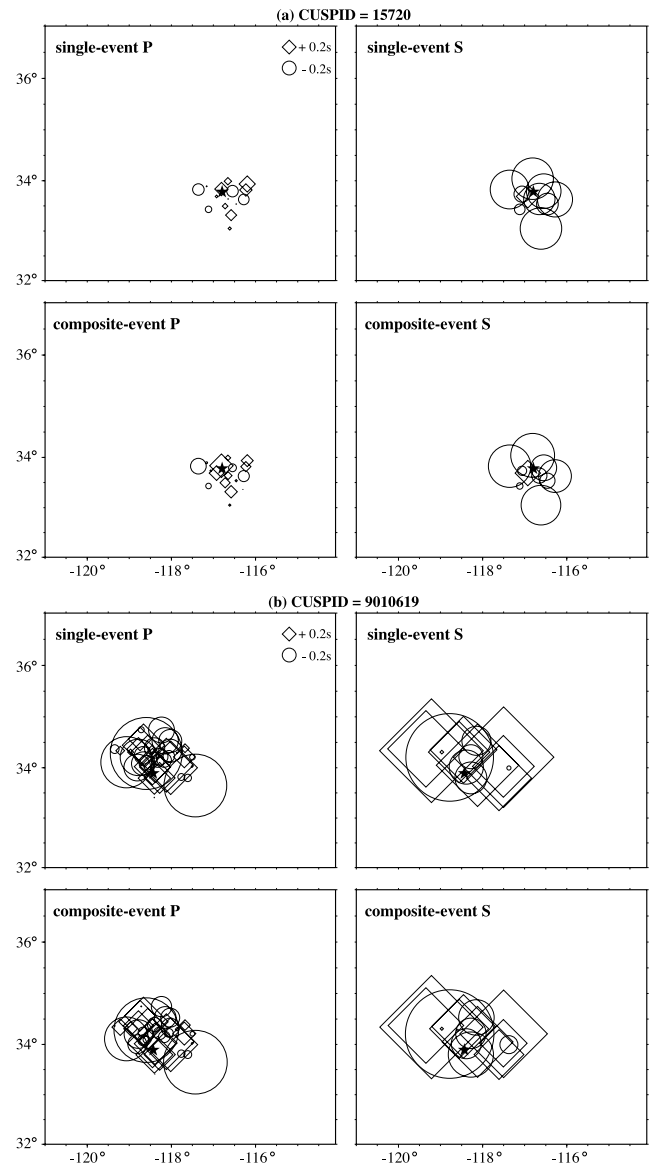 (a) CUSPID = 15720
single-event P
+ 0.2s
- 0.2s
single-event S
36°
34°
32°
composite-event P
composite-event S
36°
34°
32°
-120° -118° -116° -120° -118° -116°
(b) CUSPID = 9010619
single-event P
+ 0.2s
- 0.2s
single-event S
36°
34°
32°
composite-event P
composite-event S
36°
34°
32°
-120° -118° -116° -120° -118° -116°